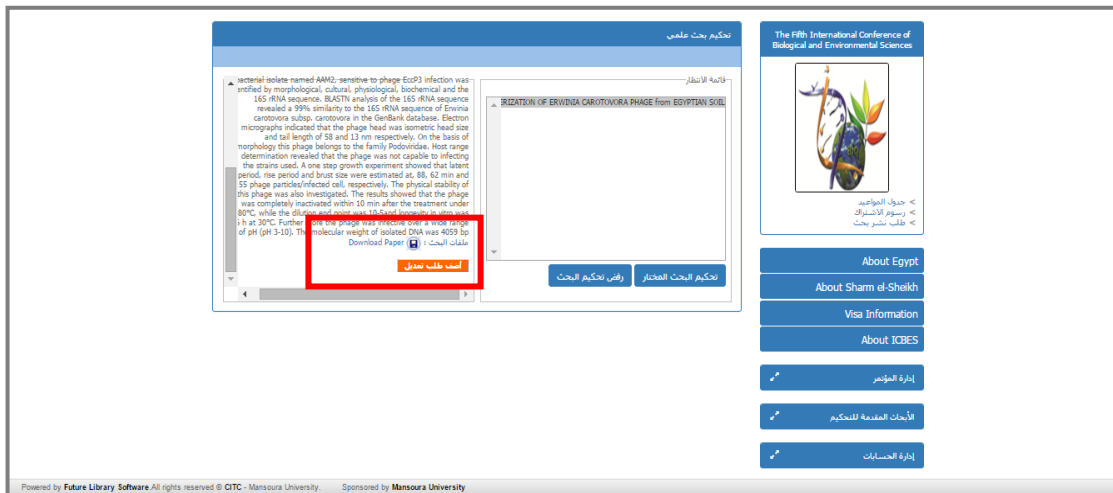 تحكيم بحث علمي
قائمة الانتظار
ERIZATION OF ERWINIA CAROTOVORA PHAGE from EGYPTIAN SOIL
تحكيم البحث المختار
رفض تحكيم البحث
bacterial isolate named AAM2, sensitive to phage EccP3 infection was
entified by morphological, cultural, physiological, biochemical and the
16S rRNA sequence. BLASTN analysis of the 16S rRNA sequence
revealed a 99% similarity to the 16S rRNA sequence of Erwinia
carotovora subsp. carotovora in the GenBank database. Electron
micrographs indicated that the phage head was isometric head size
and tail length of 58 and 13 nm respectively. On the basis of
morphology this phage belongs to the family Podoviridae. Host range
determination revealed that the phage was not capable to infecting
the strains used. A one step growth experiment showed that latent
period, rise period and brust size were estimated at, 88, 62 min and
55 phage particles/infected cell, respectively. The physical stability of
this phage was also investigated. The results showed that the phage
was completely inactivated within 10 min after the treatment under
80°C, while the dilution end point was 10-5and longevity in vitro was
h at 30°C. Further more the phage was infective over a wide range
of pH (pH 3-10). The molecular weight of isolated DNA was 4059 bp
ملفات البحث : Download Paper
أضف طلب تعديل
The Fifth International Conference of
Biological and Environmental Sciences
> جدول المواعيد
> رسوم الاشتراك
> طلب نشر بحث
About Egypt
About Sharm el-Sheikh
Visa Information
About ICBES
إدارة المؤتمر
الأبحاث المقدمة للتحكيم
إدارة الحسابات
Powered by Future Library Software.All rights reserved © CITC - Mansoura University. Sponsored by Mansoura University